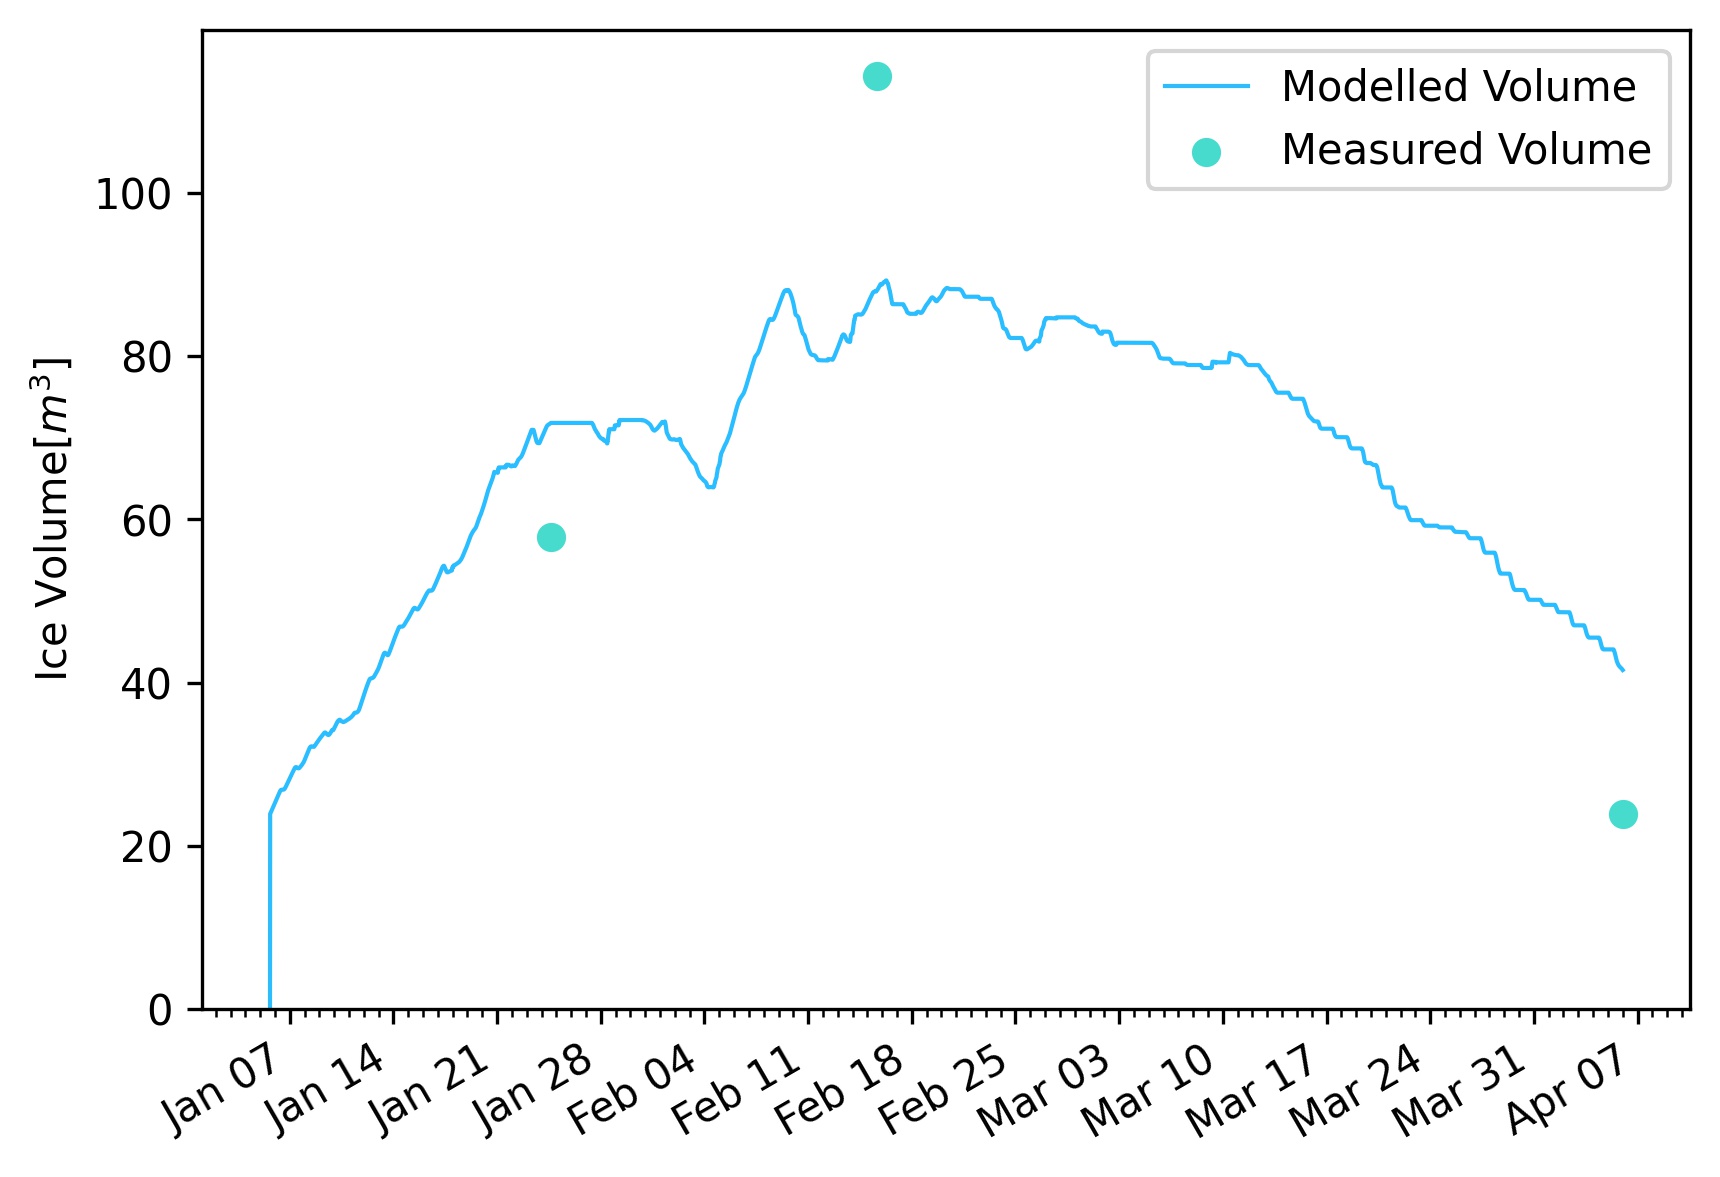 Modelled Volume
Measured Volume
Ice Volume[m³]
100
80
60
40
20
0
Jan 07
Jan 14
Jan 21
Jan 28
Feb 04
Feb 11
Feb 18
Feb 25
Mar 03
Mar 10
Mar 17
Mar 24
Mar 31
Apr 07